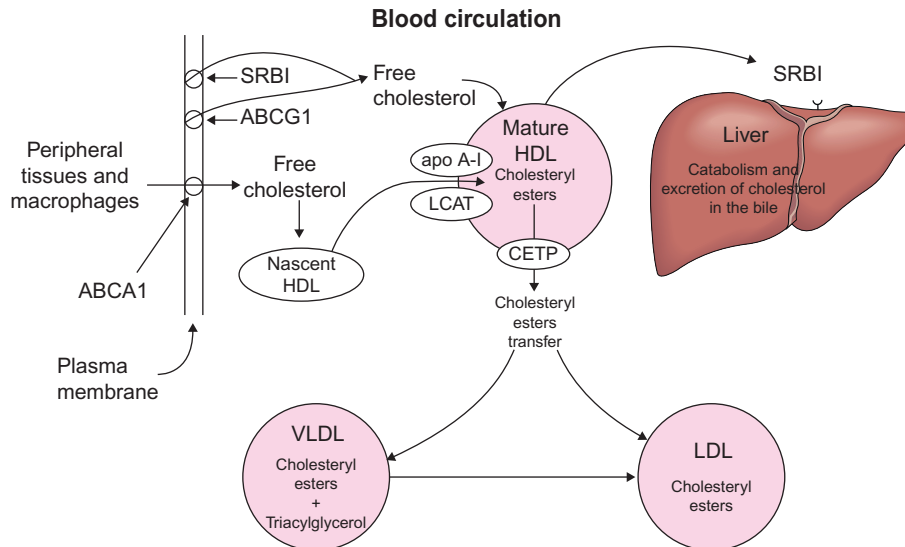 Blood circulation
SRBI
ABCG1
Free
cholesterol
SRBI
Peripheral
tissues and
macrophages
Free
cholesterol
apo A-I
LCAT
Mature
HDL
Cholesteryl
esters
Liver
Catabolism and
excretion of cholesterol
in the bile
ABCA1
Nascent
HDL
CETP
Cholesteryl
esters
transfer
Plasma
membrane
VLDL
Cholesteryl
esters
+
Triacylglycerol
LDL
Cholesteryl
esters